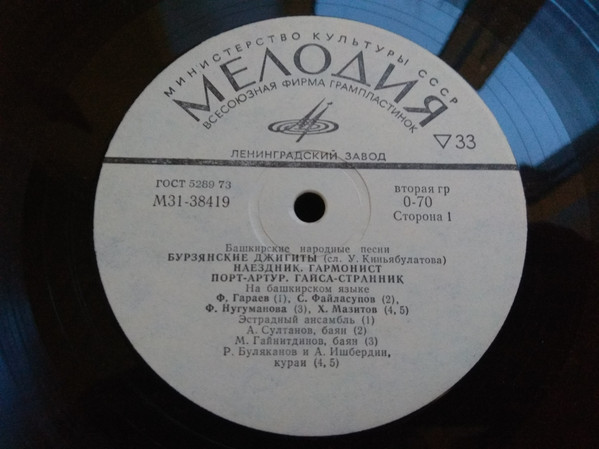 МИНИСТЕРСТВО КУЛЬТУРЫ СССР
МЕЛОДИЯ
ВСЕСОЮЗНАЯ ФИРМА ГРАМПЛАСТИНОК
▽33
ЛЕНИНГРАДСКИЙ ЗАВОД
ГОСТ 5289 73
М31-38419
вторая гр
0-70
Сторона 1
Башкирские народные песни
БУРЗЯНСКИЕ ДЖИГИТЫ (сл. У. Киньябулатова)
НАЕЗДНИК. ГАРМОНИСТ
ПОРТ-АРТУР. ГАЙСА-СТРАННИК
На башкирском языке
Ф. Гараев (1), С. Файласупов (2),
Ф. Нугуманова (3), Х. Мазитов (4, 5)
Эстрадный ансамбль (1)
А. Султанов, баян (2)
М. Гайнитдинов, баян (3)
Р. Буляканов и А. Ишбердин,
кураи (4, 5)